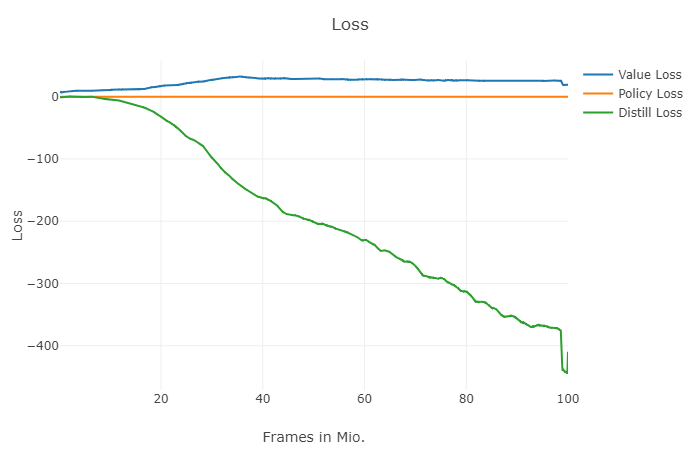 Loss
Value Loss
Policy Loss
Distill Loss
0
−100
−200
−300
−400
Loss
20
40
60
80
100
Frames in Mio.